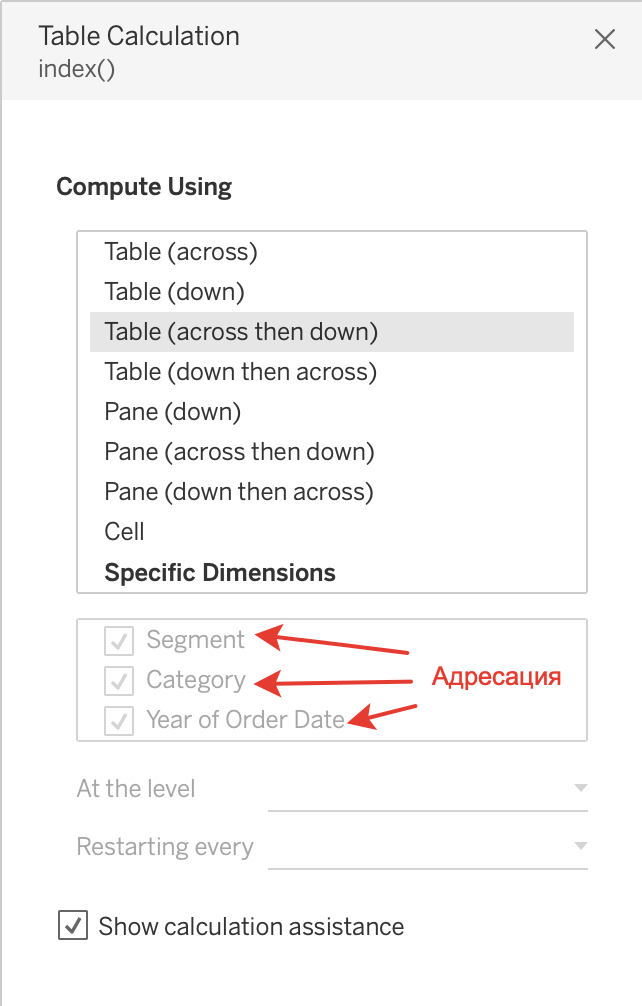 Table Calculation
index()
Compute Using
Table (across)
Table (down)
Table (across then down)
Table (down then across)
Pane (down)
Pane (across then down)
Pane (down then across)
Cell
Specific Dimensions
Segment
Category
Адресация
Year of Order Date
At the level
Restarting every
Show calculation assistance